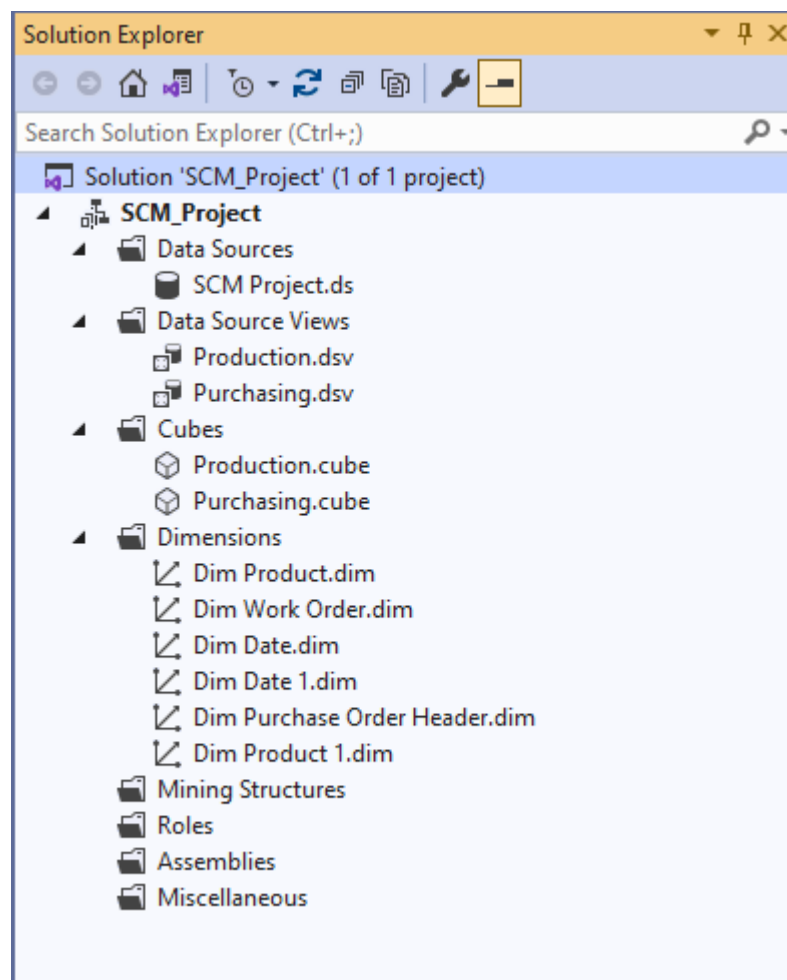 Solution Explorer
Search Solution Explorer (Ctrl+;)
Solution 'SCM_Project' (1 of 1 project)
SCM_Project
Data Sources
SCM Project.ds
Data Source Views
Production.dsv
Purchasing.dsv
Cubes
Production.cube
Purchasing.cube
Dimensions
Dim Product.dim
Dim Work Order.dim
Dim Date.dim
Dim Date 1.dim
Dim Purchase Order Header.dim
Dim Product 1.dim
Mining Structures
Roles
Assemblies
Miscellaneous